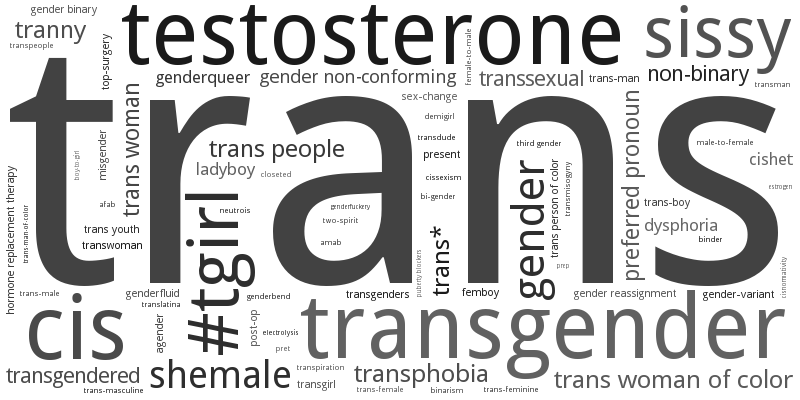 gender binary
tranny
transpeople
top-surgery
testosterone
female-to-male
sissy
genderqueer
gender non-conforming
transsexual
trans-man
non-binary
transman
trans
trans woman
misgender
boy-to-girl
afab
hormone replacement therapy
trans-man-of-color
trans youth
transwoman
trans people
ladyboy
closeted
neutrois
#tgirl
genderfuckery
two-spirit
amab
sex-change
demigirl
transdude
present
cissexism
bi-gender
trans*
puberty blockers
third gender
gender
trans person of color
transmisogyny
prep
preferred pronoun
male-to-female
cishet
estrogen
trans-boy
dysphoria
binder
cisnormativity
trans-male
genderfluid
translatina
genderbend
transgenders
femboy
gender reassignment
gender-variant
cis
agender
post-op
electrolysis
pret
transgender
transgendered
trans-masculine
shemale
transpiration
transgirl
transphobia
trans-female
binarism
trans-feminine
trans woman of color